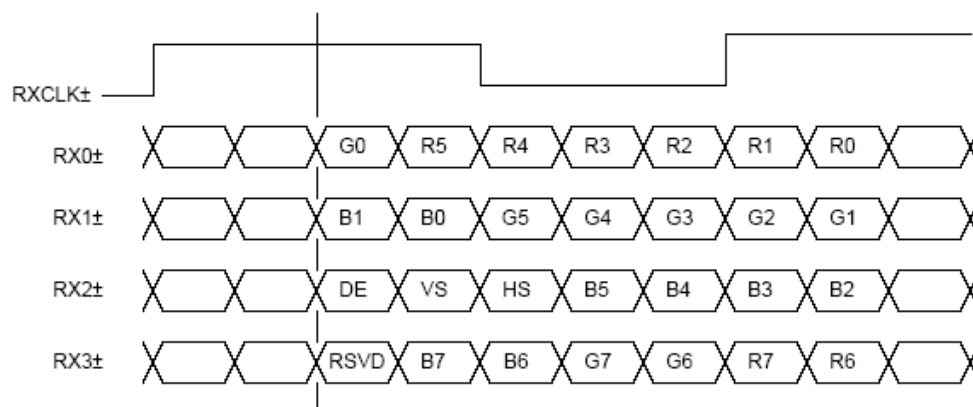 RXCLK±
RX0± G0 R5 R4 R3 R2 R1 R0
RX1± B1 B0 G5 G4 G3 G2 G1
RX2± DE VS HS B5 B4 B3 B2
RX3± RSVD B7 B6 G7 G6 R7 R6